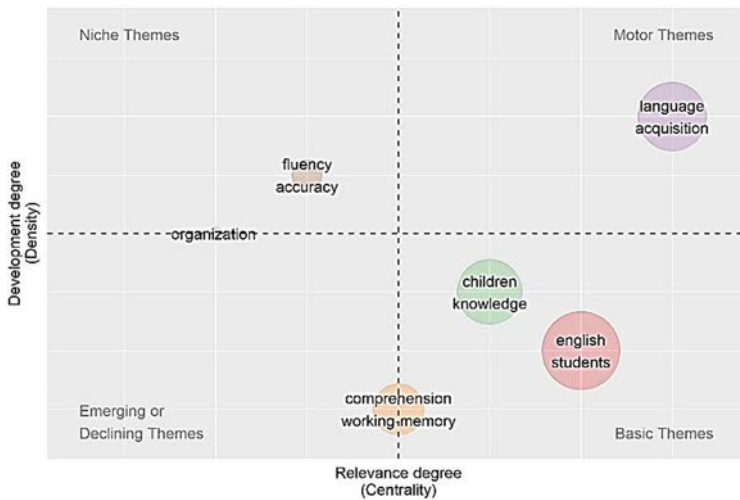 Niche Themes
Motor Themes
language
acquisition
fluency
accuracy
organization
children
knowledge
english
students
comprehension
working-memory
Emerging or
Declining Themes
Basic Themes
Development degree
(Density)
Relevance degree
(Centrality)